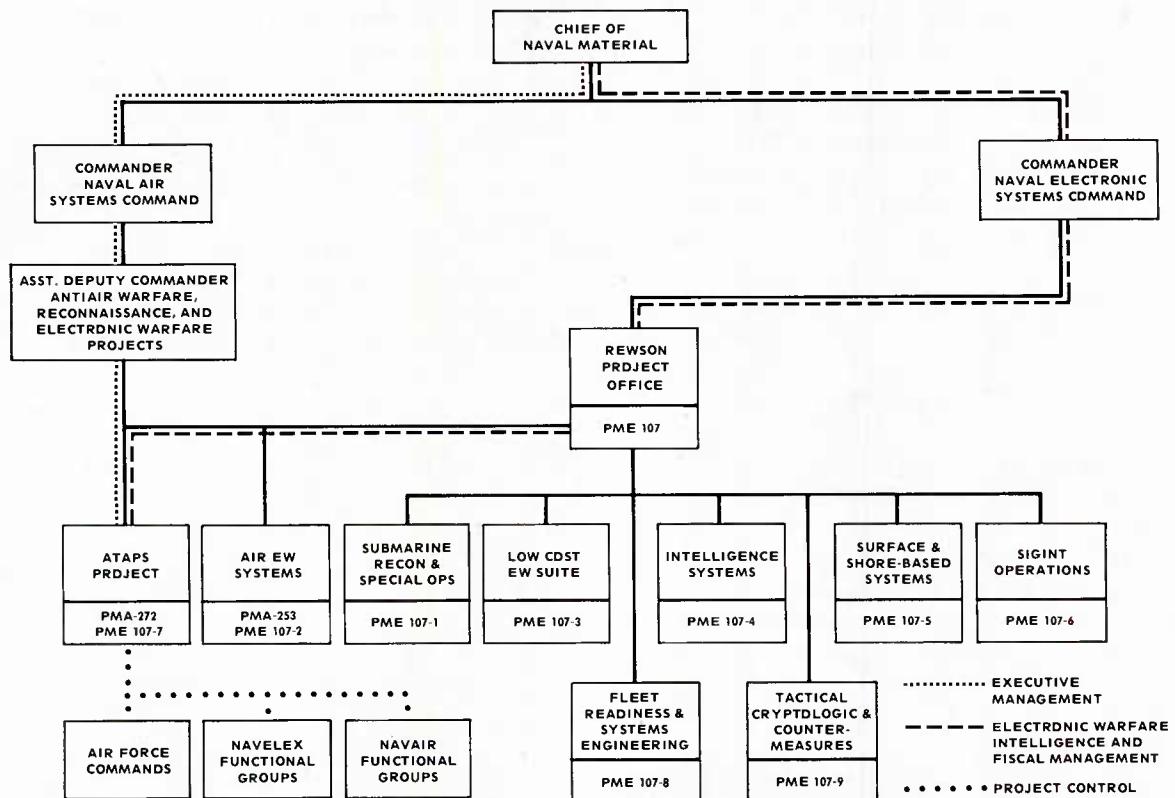 CHIEF OF
NAVAL MATERIAL
COMMANDER
NAVAL AIR
SYSTEMS COMMAND
COMMANDER
NAVAL ELECTRONIC
SYSTEMS CDMMAND
ASST. DEPUTY COMMANDER
ANTIAIR WARFARE,
RECONNAISSANCE, AND
ELECTRDNIC WARFARE
PROJECTS
REWSON
PRDJECT
OFFICE
PME 107
ATAPS
PRDJECT
PMA-272
PME 107-7
AIR EW
SYSTEMS
PMA-253
PME 107-2
SUBMARINE
RECON &
SPECIAL OPS
PME 107-1
LOW CDST
EW SUITE
PME 107-3
INTELLIGENCE
SYSTEMS
PME 107-4
SURFACE &
SHORE-BASED
SYSTEMS
PME 107-5
SIGINT
OPERATIONS
PME 107-6
AIR FORCE
COMMANDS
NAVELEX
FUNCTIONAL
GROUPS
NAVAIR
FUNCTIONAL
GROUPS
FLEET
READINESS &
SYSTEMS
ENGINEERING
PME 107-8
TACTICAL
CRYPTDLOGIC &
COUNTER-
MEASURES
PME 107-9
EXECUTIVE
MANAGEMENT
ELECTRDNIC WARFARE
INTELLIGENCE AND
FISCAL MANAGEMENT
PROJECT CONTROL